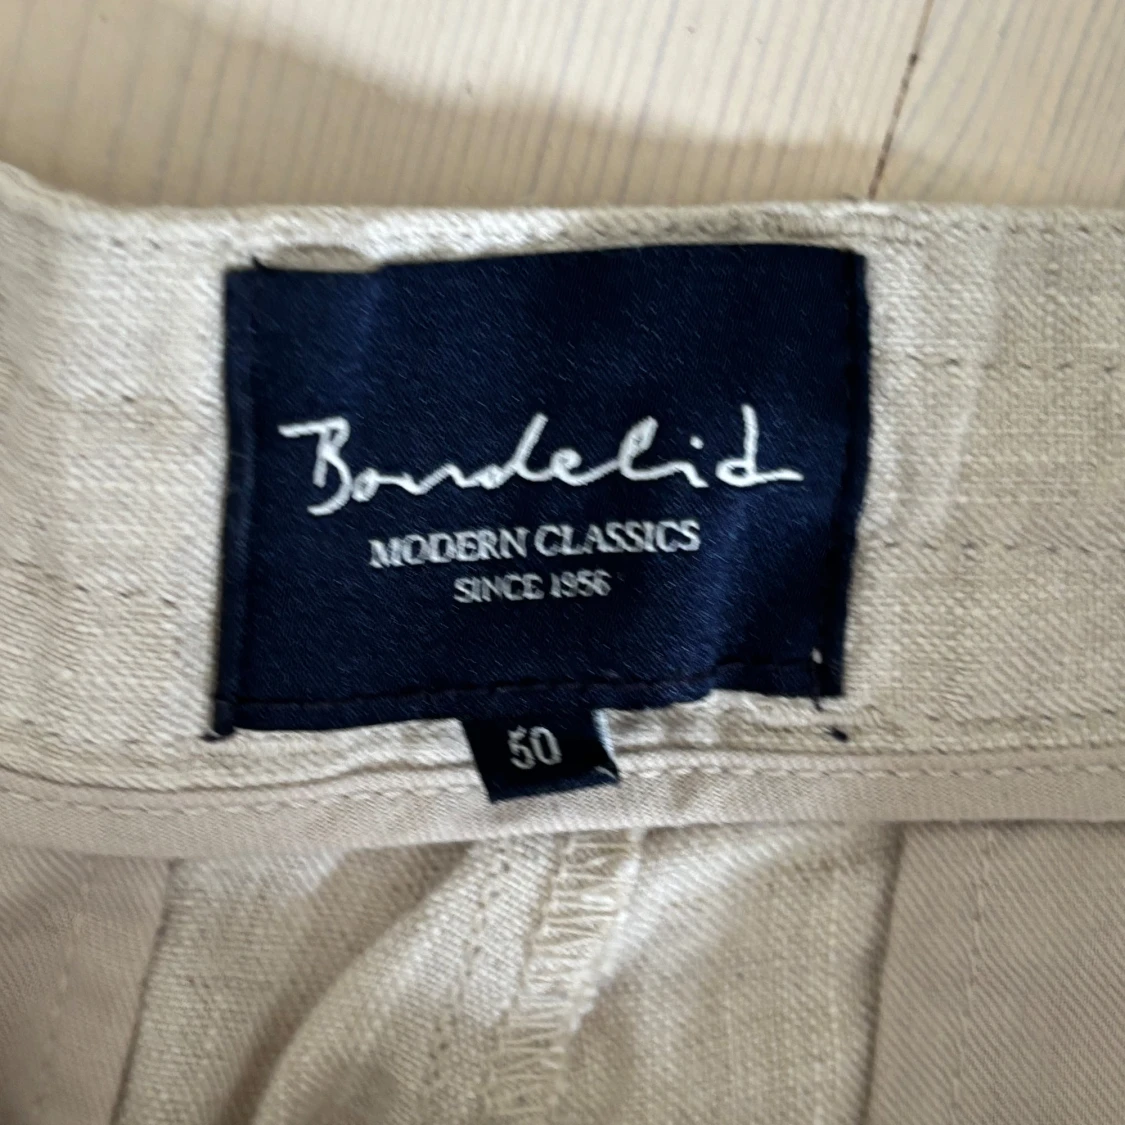 Bondelid
MODERN CLASSICS
SINCE 1956
50